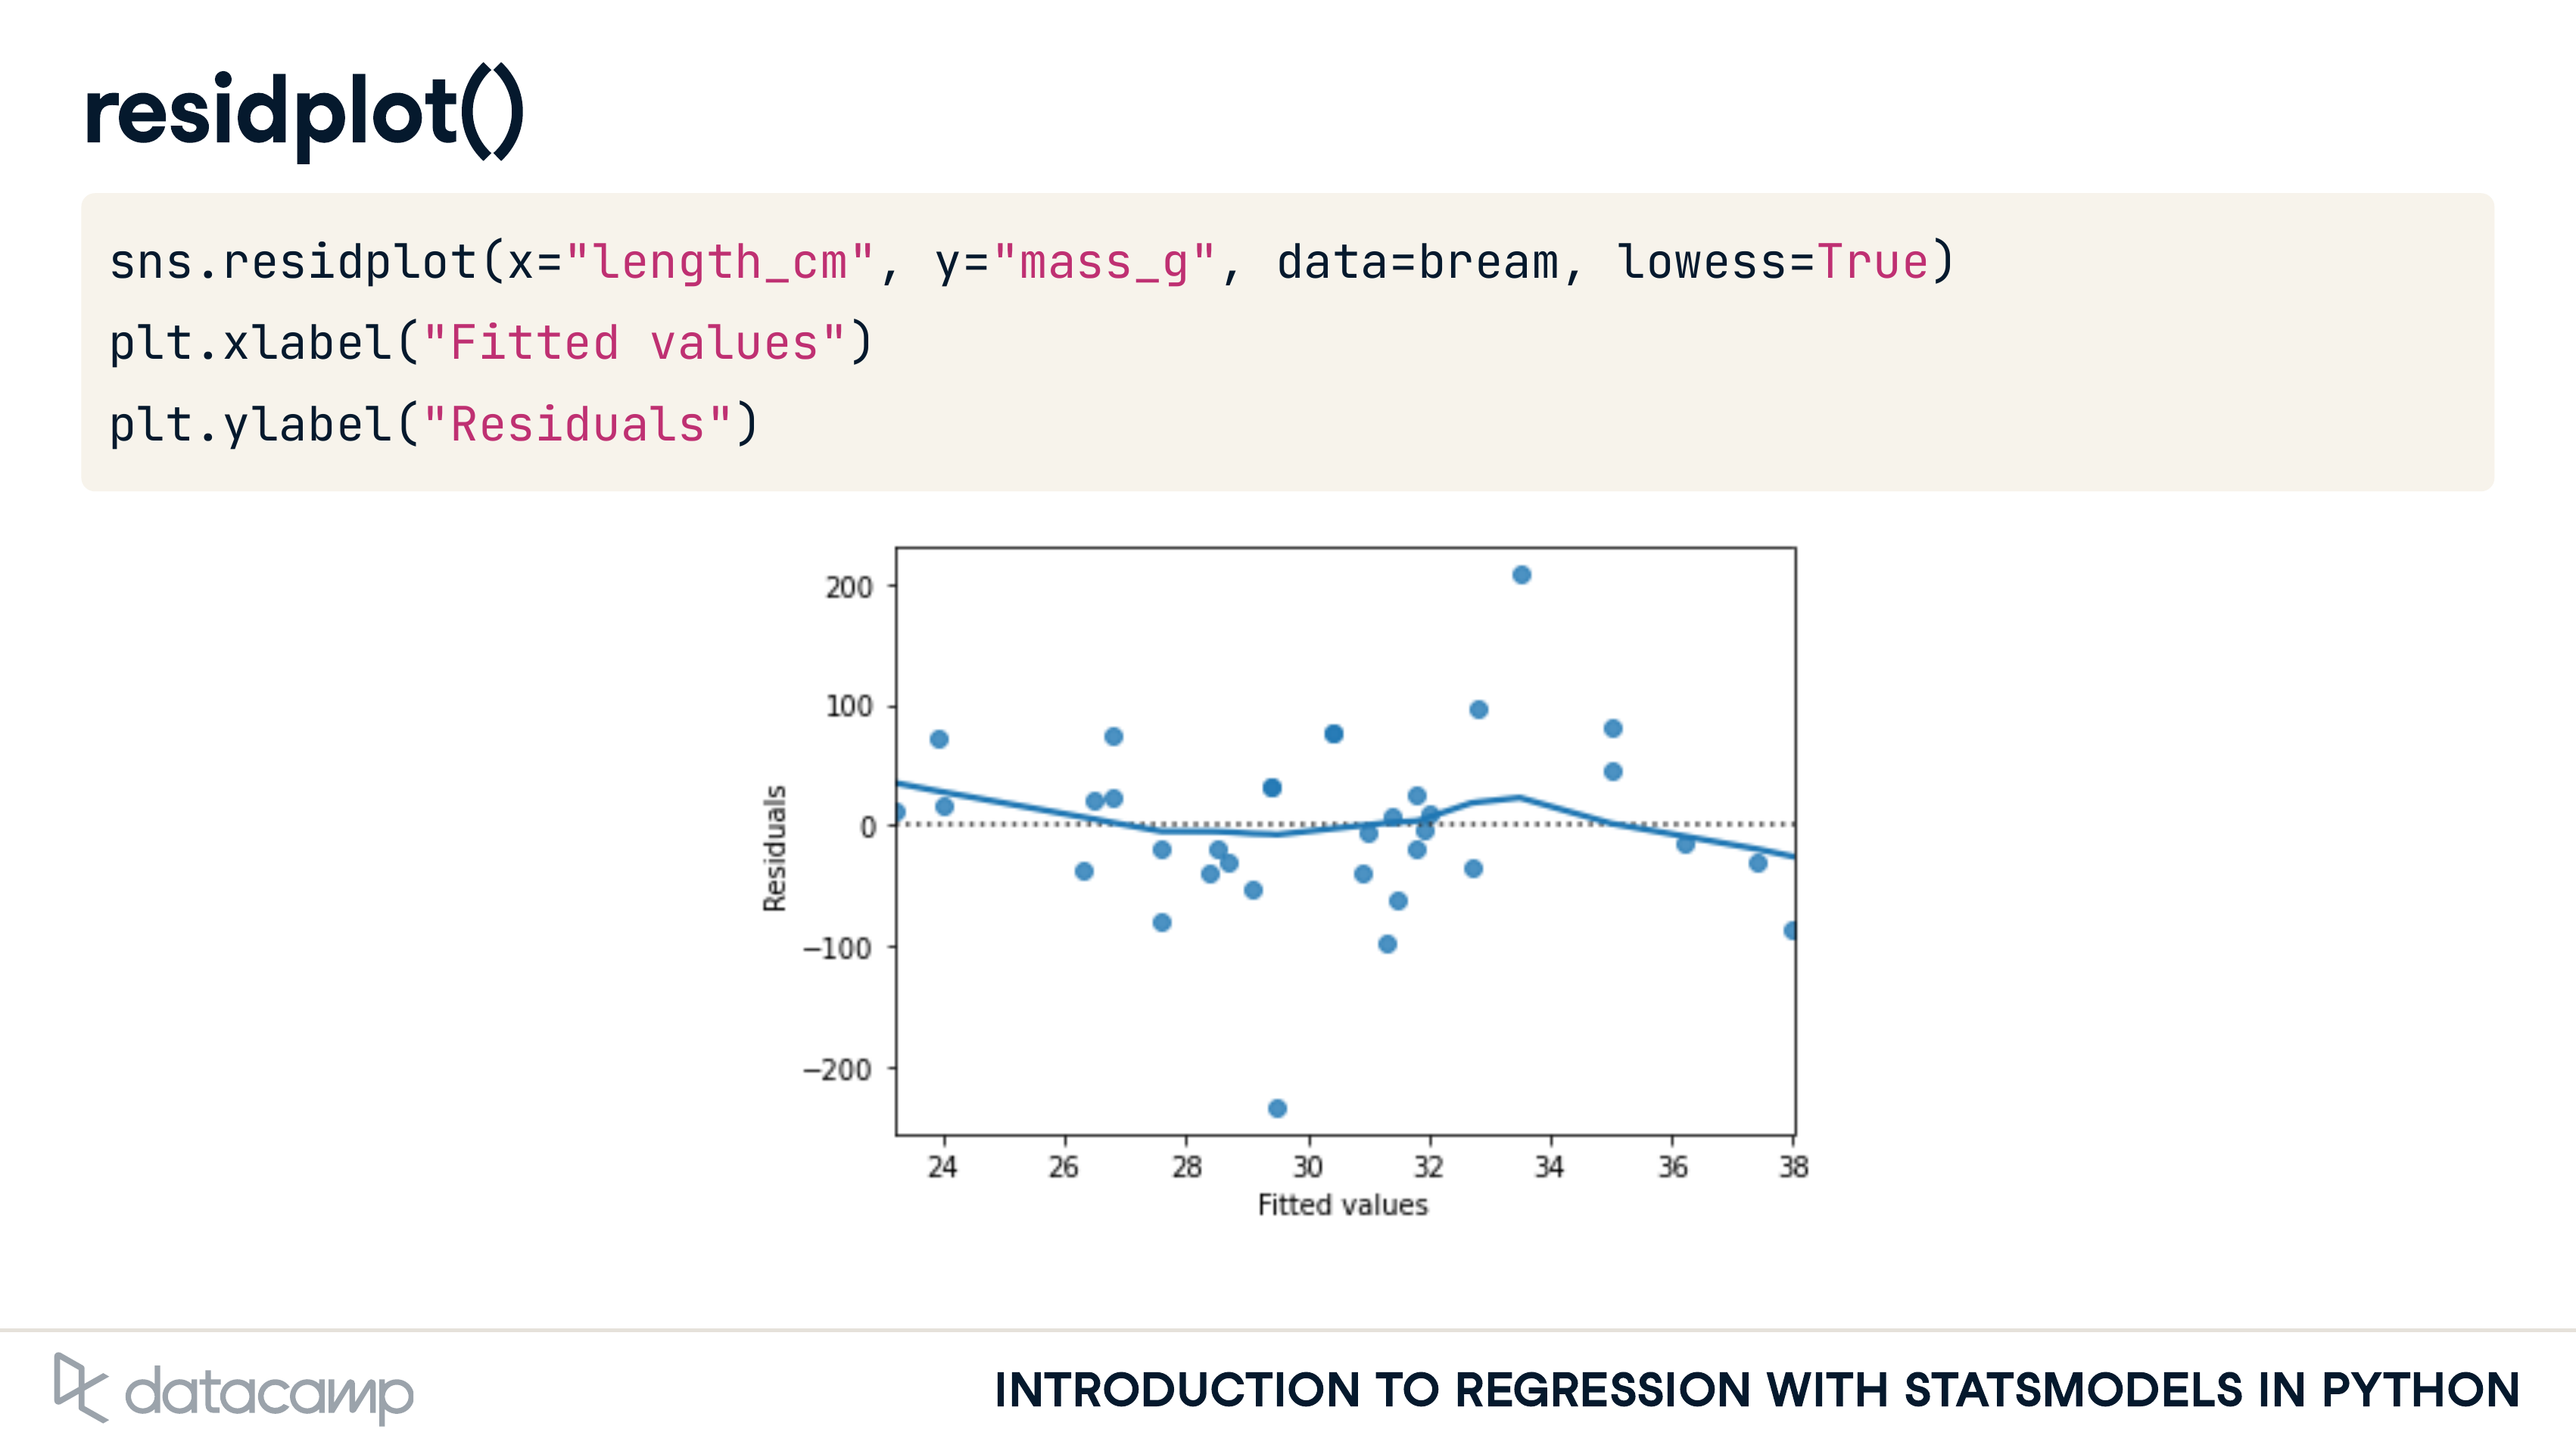 residplot()
sns.residplot(x="length_cm", y="mass_g", data=bream, lowess=True)
plt.xlabel("Fitted values")
plt.ylabel("Residuals")
200
100
0
−100
−200
Residuals
24 26 28 30 32 34 36 38
Fitted values
datacamp
INTRODUCTION TO REGRESSION WITH STATSMODELS IN PYTHON